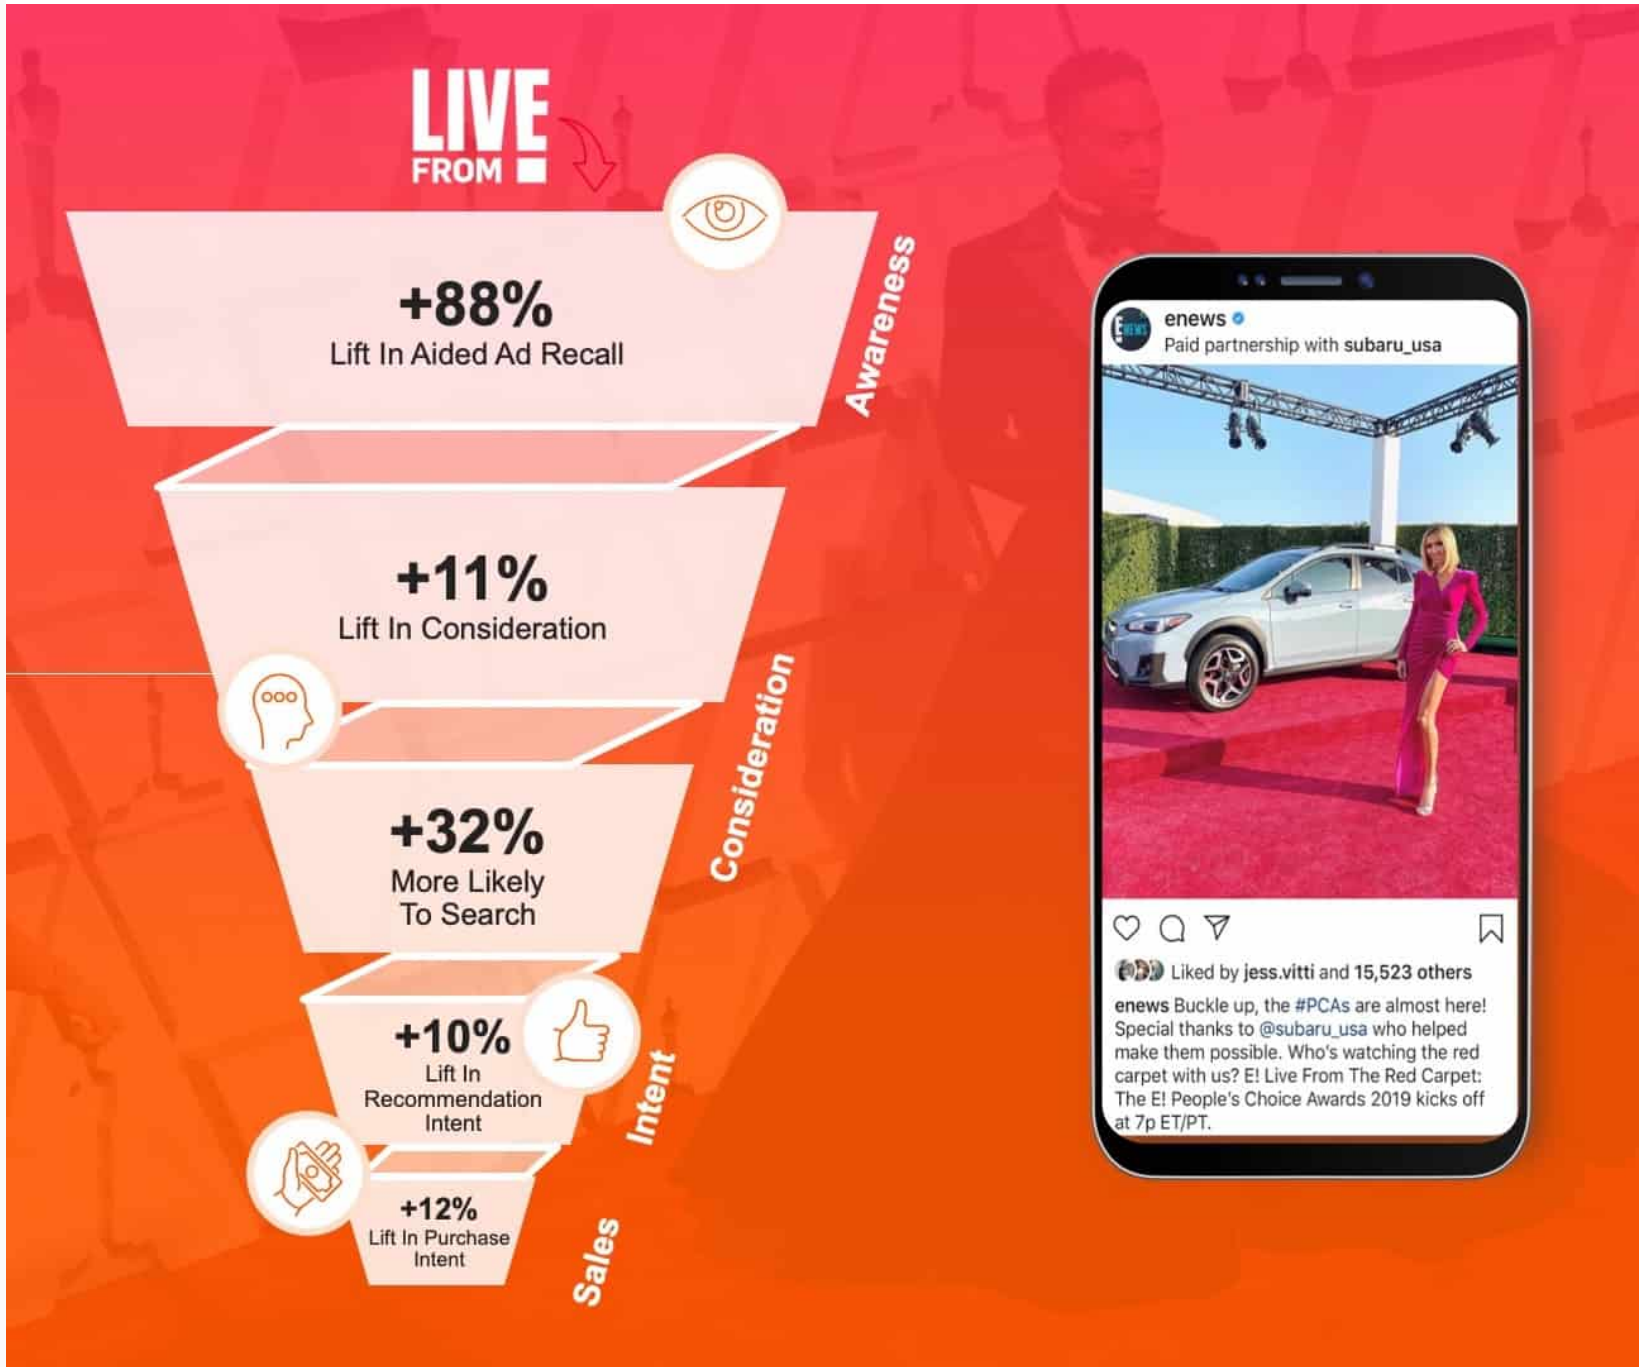 LIVE
FROM
+88%
Lift In Aided Ad Recall
Awareness
+11%
Lift In Consideration
+32%
More Likely
To Search
Consideration
+10%
Lift In
Recommendation
Intent
Intent
+12%
Lift In Purchase
Intent
Sales
E NEWS
enews
Paid partnership with subaru_usa
Liked by jess.vitti and 15,523 others
enews Buckle up, the #PCAs are almost here!
Special thanks to @subaru_usa who helped
make them possible. Who's watching the red
carpet with us? E! Live From The Red Carpet:
The E! People's Choice Awards 2019 kicks off
at 7p ET/PT.